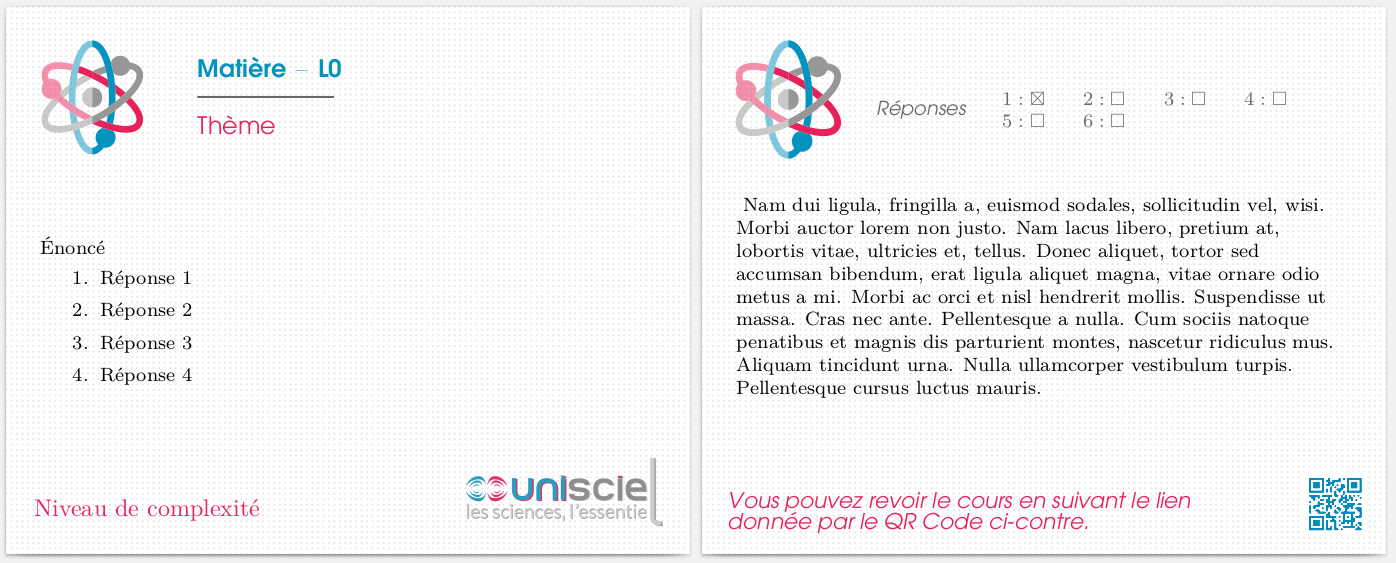 Matière – L0
Thème
Énoncé
1. Réponse 1
2. Réponse 2
3. Réponse 3
4. Réponse 4
Niveau de complexité
unisciel
les sciences, l'essentiel
Réponses
1 : ☒ 2 : ☐ 3 : ☐ 4 : ☐
5 : ☐ 6 : ☐
Nam dui ligula, fringilla a, euismod sodales, sollicitudin vel, wisi.
Morbi auctor lorem non justo. Nam lacus libero, pretium at,
lobortis vitae, ultricies et, tellus. Donec aliquet, tortor sed
accumsan bibendum, erat ligula aliquet magna, vitae ornare odio
metus a mi. Morbi ac orci et nisl hendrerit mollis. Suspendisse ut
massa. Cras nec ante. Pellentesque a nulla. Cum sociis natoque
penatibus et magnis dis parturient montes, nascetur ridiculus mus.
Aliquam tincidunt urna. Nulla ullamcorper vestibulum turpis.
Pellentesque cursus luctus mauris.
Vous pouvez revoir le cours en suivant le lien
donnée par le QR Code ci-contre.